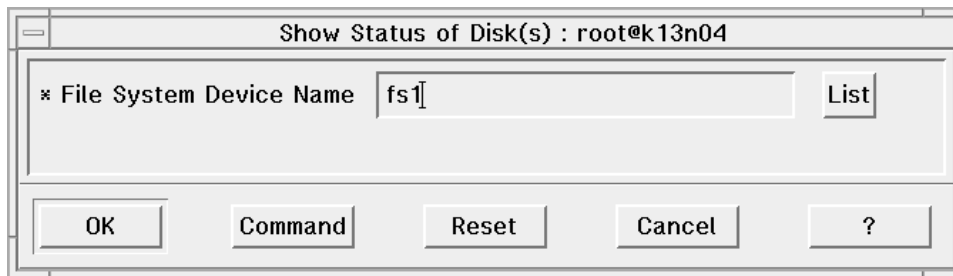 Show Status of Disk(s) : root@k13n04
* File System Device Name fs1 List
OK Command Reset Cancel ?